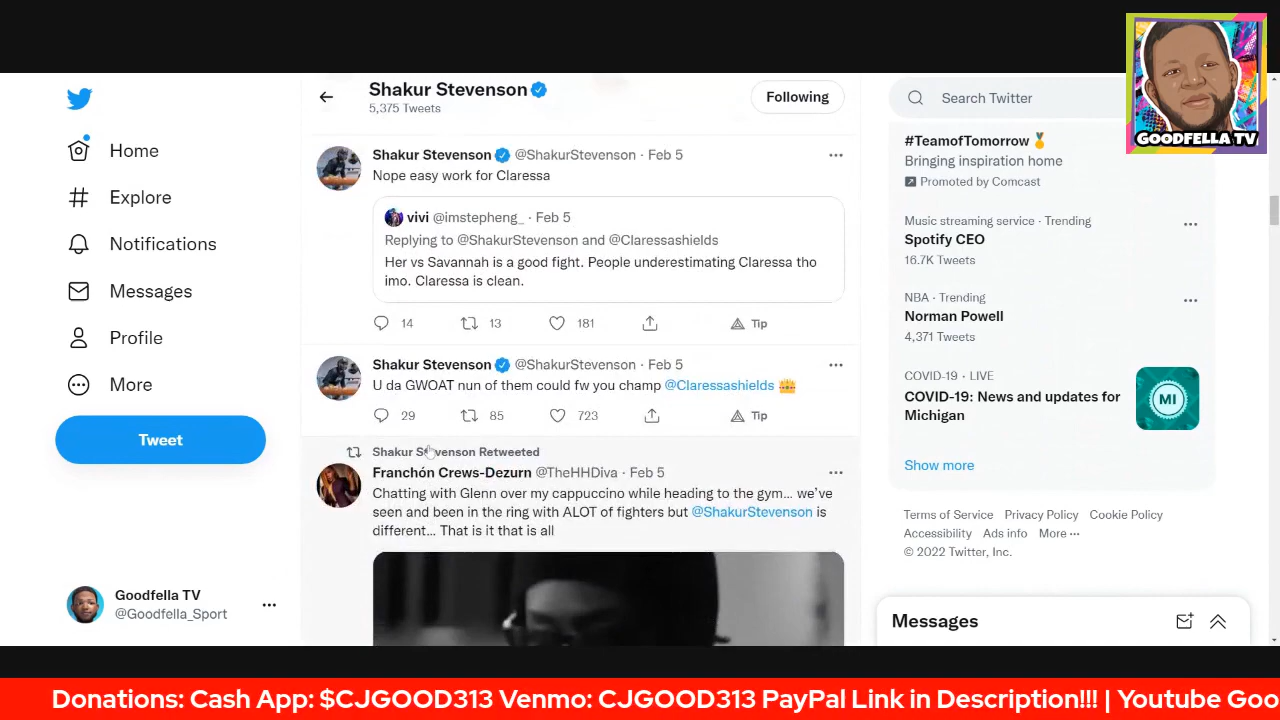 GOODFELLA TV
Home
Explore
Notifications
Messages
Profile
More
Tweet
Goodfella TV
@Goodfella_Sport
Shakur Stevenson
5,375 Tweets
Following
Shakur Stevenson @ShakurStevenson · Feb 5
Nope easy work for Claressa
vivi @imstepheng_ · Feb 5
Replying to @ShakurStevenson and @Claressashields
Her vs Savannah is a good fight. People underestimating Claressa tho
imo. Claressa is clean.
14 13 181 Tip
Shakur Stevenson @ShakurStevenson · Feb 5
U da GWOAT nun of them could fw you champ @Claressashields
29 85 723 Tip
Shakur Stevenson Retweeted
Franchón Crews-Dezurn @TheHHDiva · Feb 5
Chatting with Glenn over my cappuccino while heading to the gym... we've
seen and been in the ring with ALOT of fighters but @ShakurStevenson is
different... That is it that is all
Search Twitter
#TeamofTomorrow
Bringing inspiration home
Promoted by Comcast
Music streaming service · Trending
Spotify CEO
16.7K Tweets
NBA · Trending
Norman Powell
4,371 Tweets
COVID-19 · LIVE
COVID-19: News and updates for
Michigan
MI
Show more
Terms of Service Privacy Policy Cookie Policy
Accessibility Ads info More ···
© 2022 Twitter, Inc.
Messages
Donations: Cash App: $CJGOOD313 Venmo: CJGOOD313 PayPal Link in Description!!! | Youtube Goo